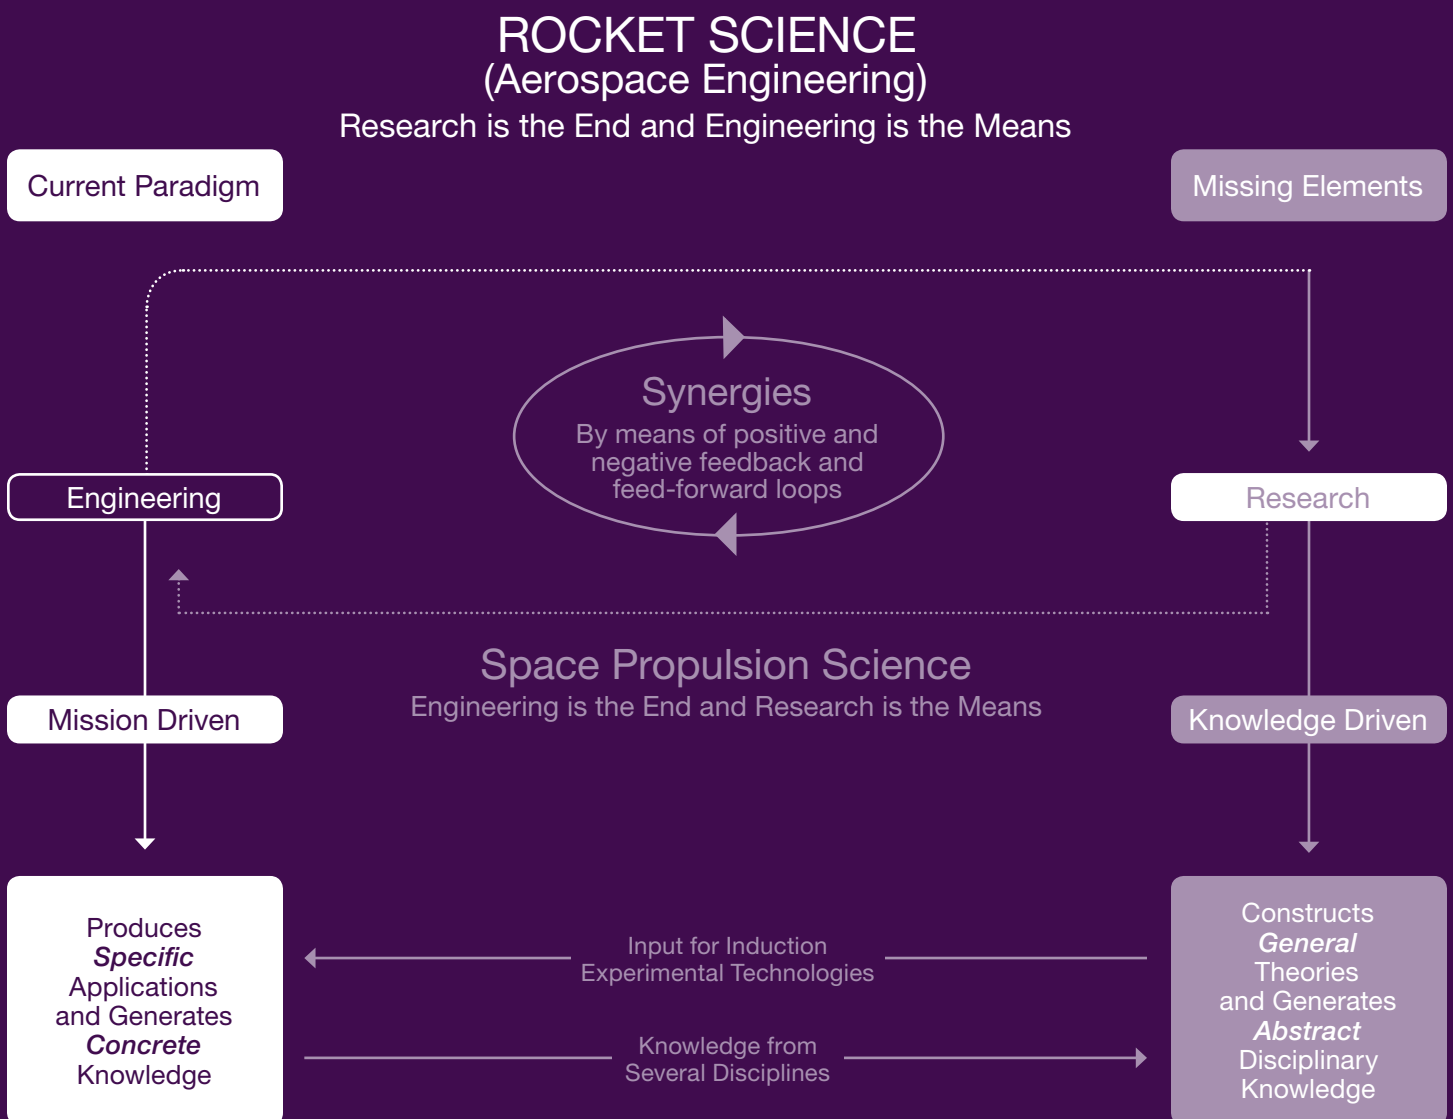 ROCKET SCIENCE
(Aerospace Engineering)
Research is the End and Engineering is the Means
Current Paradigm
Missing Elements
Synergies
By means of positive and
negative feedback and
feed-forward loops
Engineering
Research
Space Propulsion Science
Engineering is the End and Research is the Means
Mission Driven
Knowledge Driven
Produces
Specific
Applications
and Generates
Concrete
Knowledge
Input for Induction
Experimental Technologies
Knowledge from
Several Disciplines
Constructs
General
Theories
and Generates
Abstract
Disciplinary
Knowledge